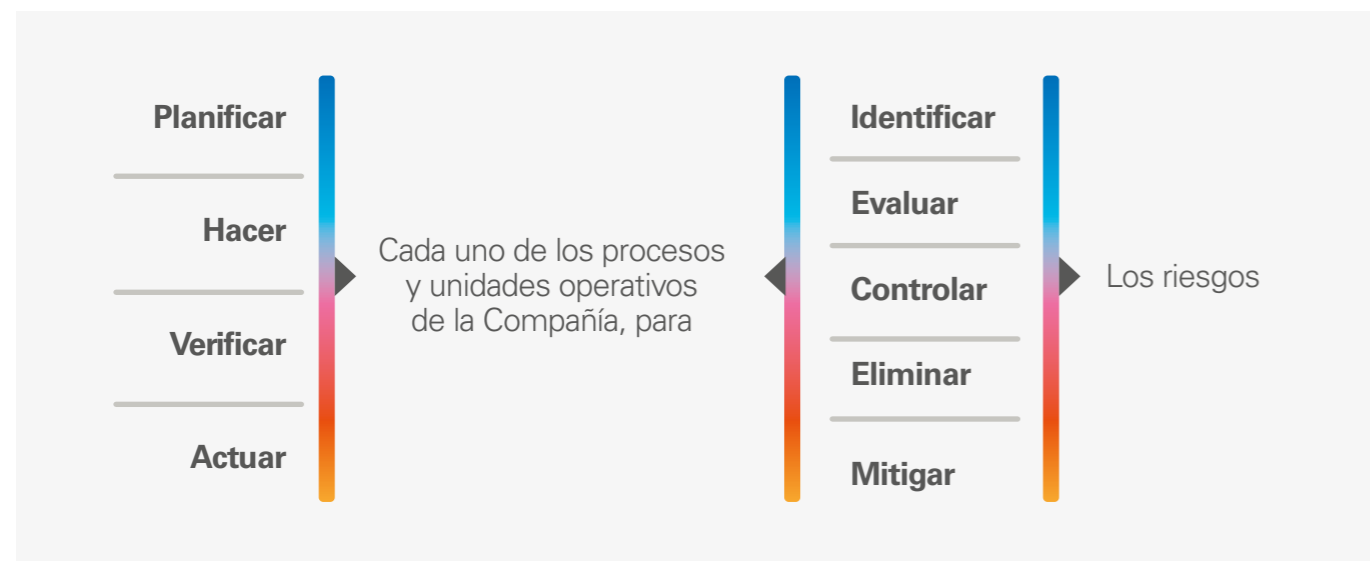 Planificar
Hacer
Verificar
Actuar
Cada uno de los procesos
y unidades operativos
de la Compañía, para
Identificar
Evaluar
Controlar
Eliminar
Mitigar
Los riesgos